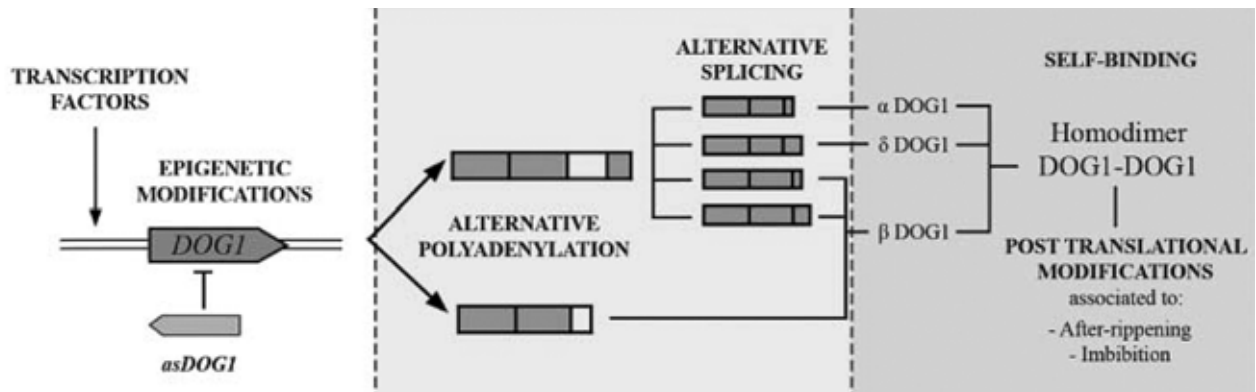 TRANSCRIPTION
FACTORS
EPIGENETIC
MODIFICATIONS
DOG1
asDOG1
ALTERNATIVE
SPLICING
ALTERNATIVE
POLYADENYLATION
α DOG1
δ DOG1
β DOG1
SELF-BINDING
Homodimer
DOG1-DOG1
POST TRANSLATIONAL
MODIFICATIONS
associated to:
- After-rippening
- Imbibition